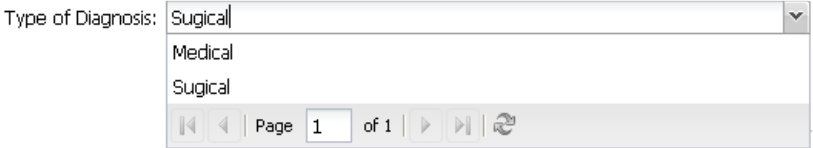 Type of Diagnosis: Sugical
Medical
Sugical
Page 1 of 1